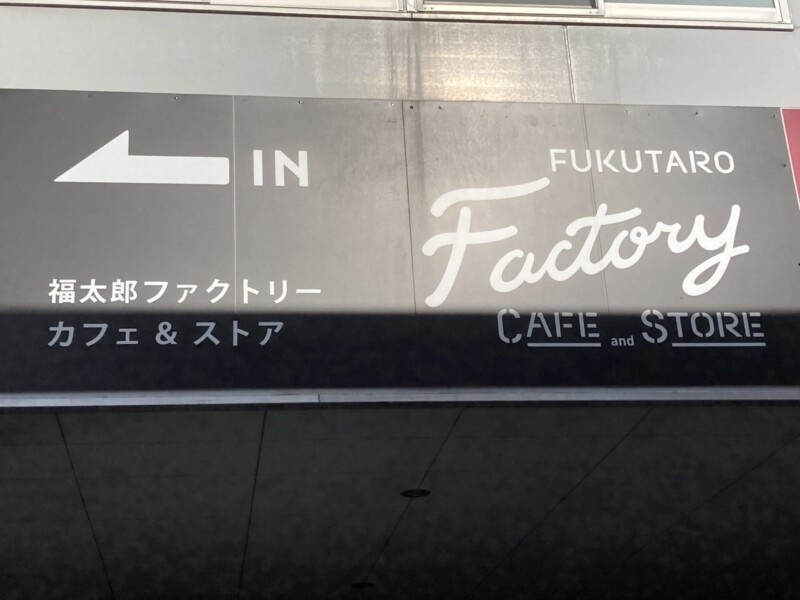 IN
福太郎ファクトリー
カフェ & ストア
FUKUTARO
Factory
CAFE and STORE